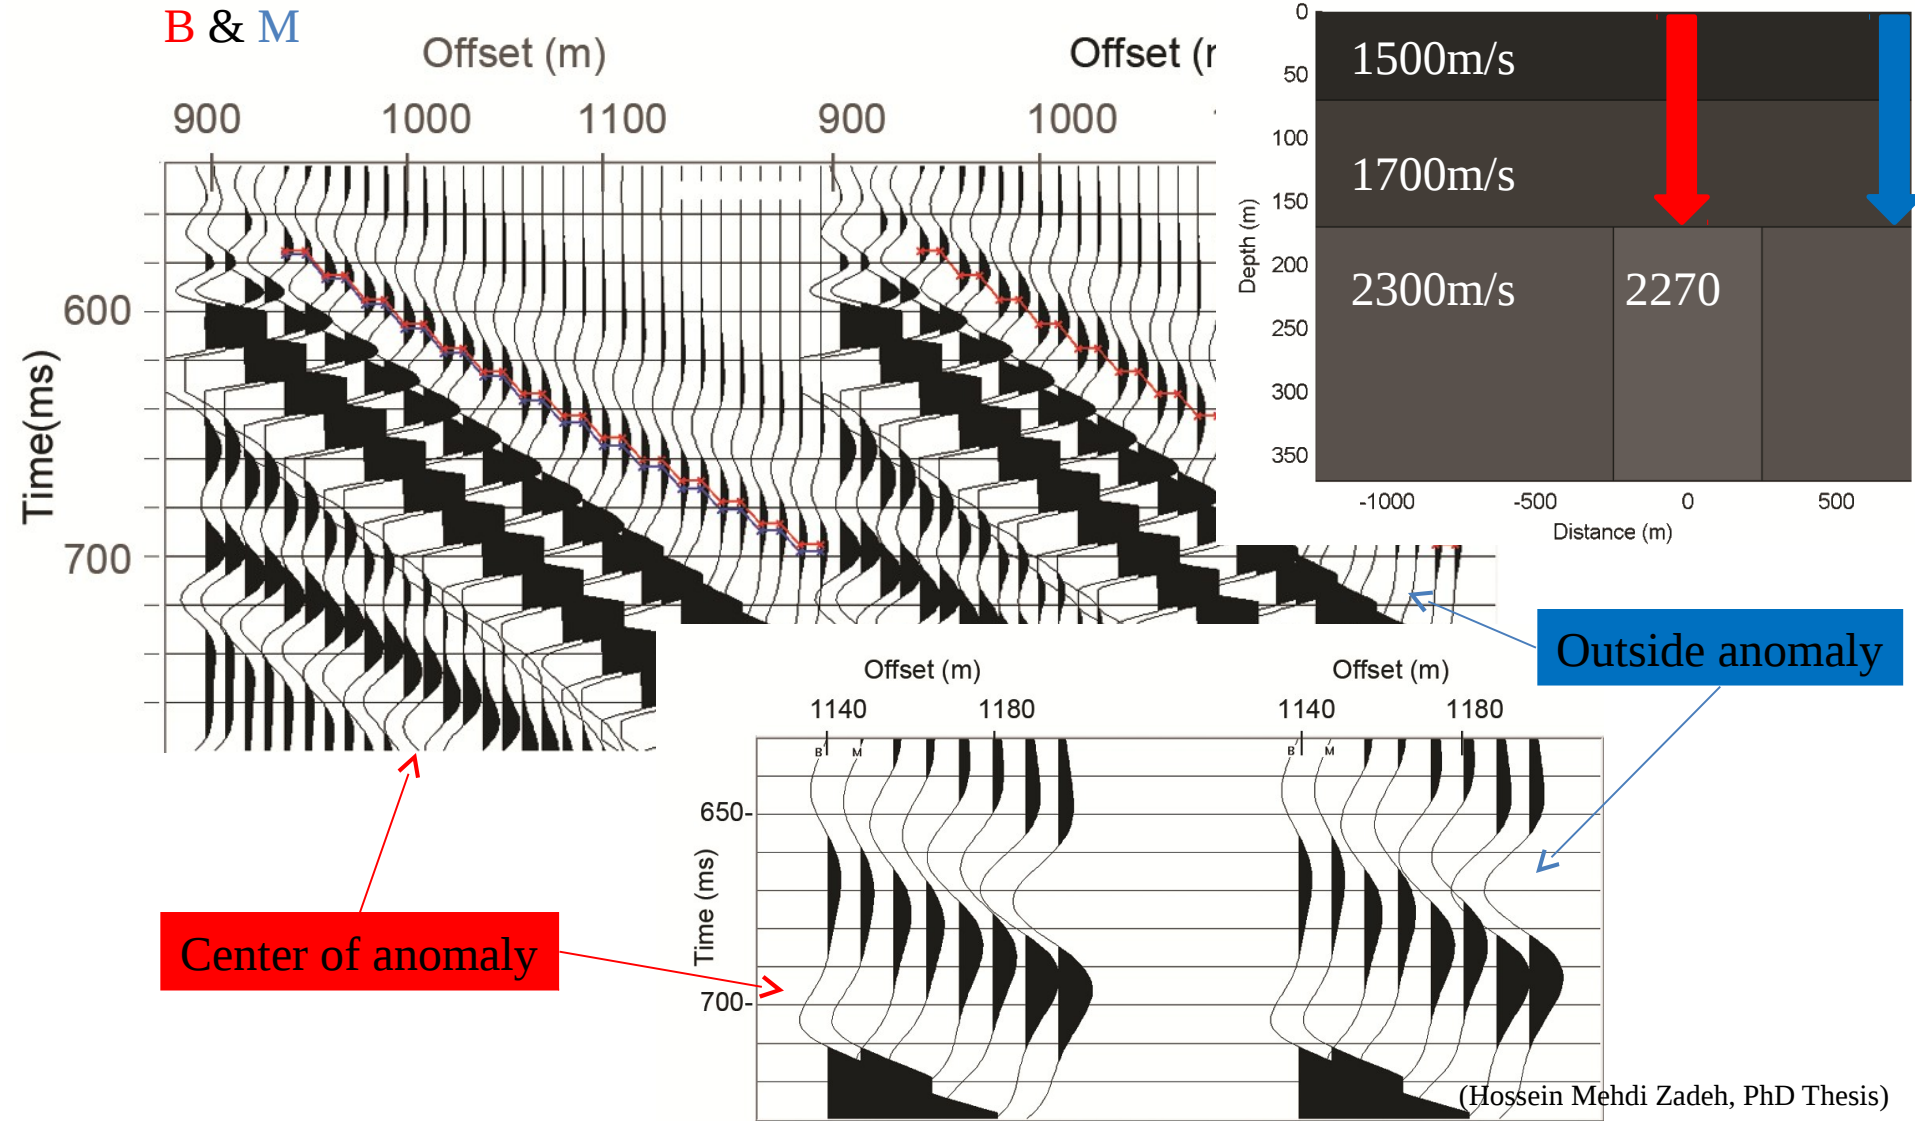 B & M
Offset (m)
Offset (r
900 1000 1100 900 1000
Time(ms)
600
700
0
50
100
150
200
250
300
350
Depth (m)
1500m/s
1700m/s
2300m/s 2270
-1000 -500 0 500
Distance (m)
Outside anomaly
Center of anomaly
Offset (m) Offset (m)
1140 1180 1140 1180
B M B M
650-
700-
Time (ms)
(Hossein Mehdi Zadeh, PhD Thesis)